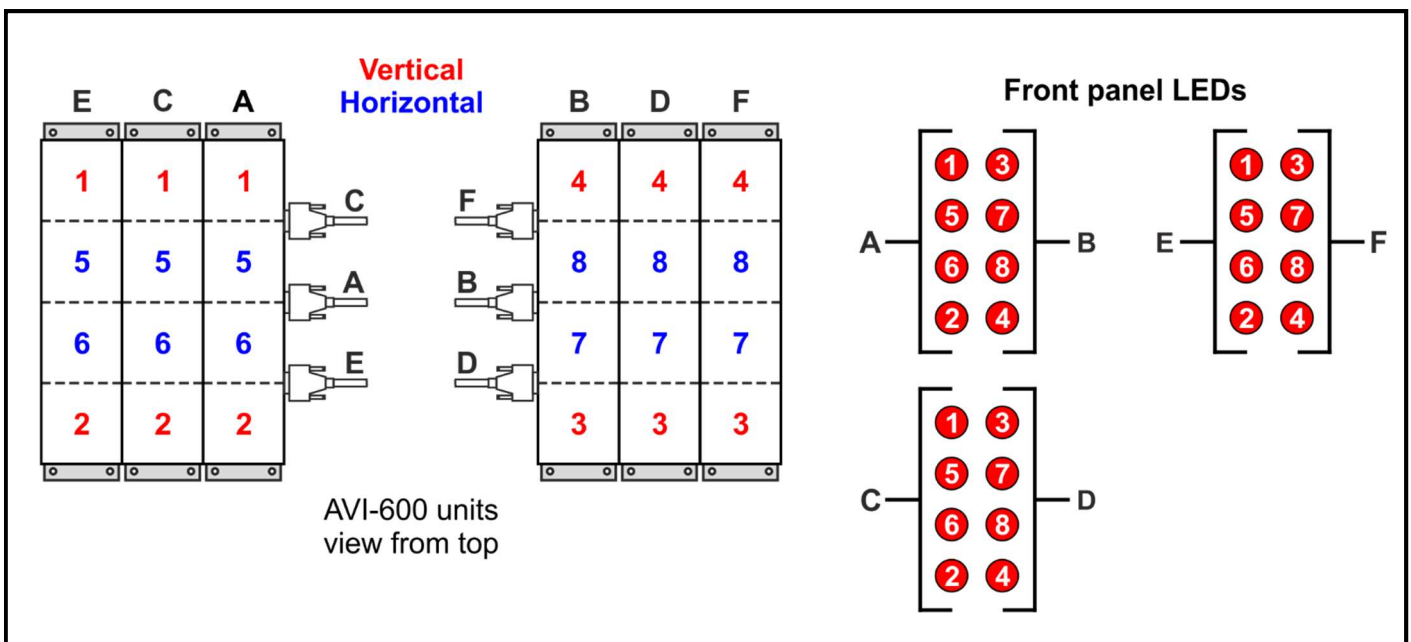 Vertical
Horizontal
E C A
B D F
1 1 1
5 5 5
6 6 6
2 2 2
C
A
E
F
B
D
4 4 4
8 8 8
7 7 7
3 3 3
AVI-600 units
view from top
Front panel LEDs
1 3
5 7
A B
6 8
2 4
1 3
5 7
E F
6 8
2 4
1 3
5 7
C D
6 8
2 4